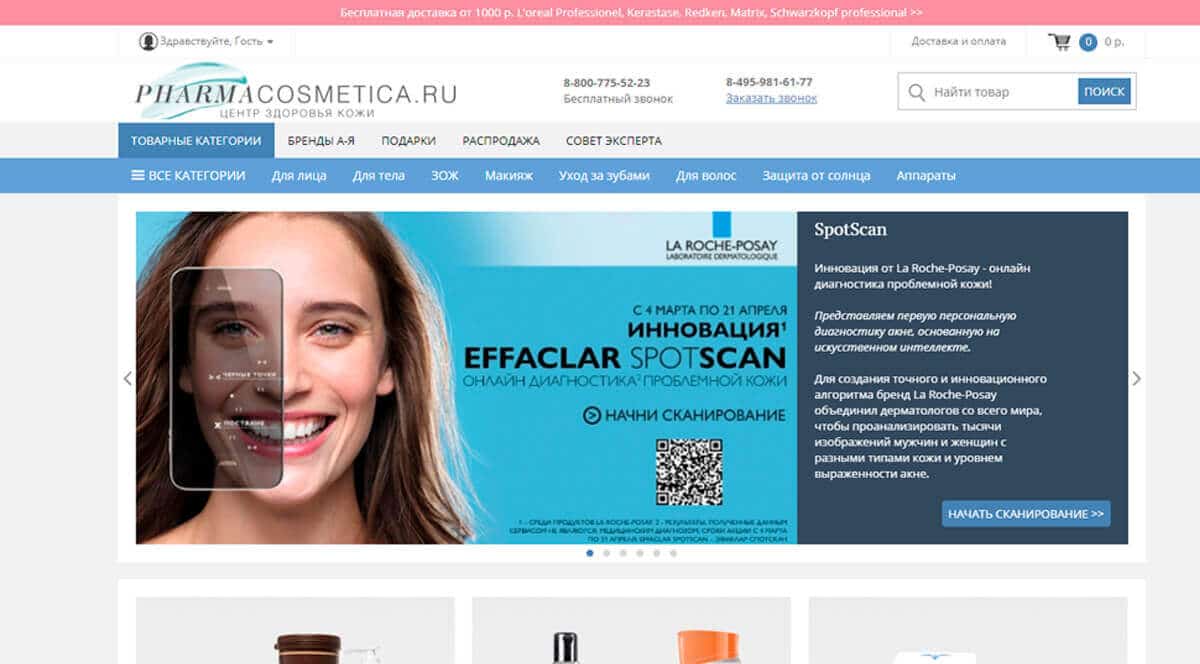 Бесплатная доставка от 1000 р. L'oreal Professionel, Kerastase, Redken, Matrix, Schwarzkopf professional >>
Здравствуйте, Гость
Доставка и оплата
0
0 р.
PHARMACOSMETICA.RU
ЦЕНТР ЗДОРОВЬЯ КОЖИ
8-800-775-52-23
Бесплатный звонок
8-495-981-61-77
Заказать звонок
Найти товар
ПОИСК
ТОВАРНЫЕ КАТЕГОРИИ БРЕНДЫ А-Я ПОДАРКИ РАСПРОДАЖА СОВЕТ ЭКСПЕРТА
ВСЕ КАТЕГОРИИ Для лица Для тела ЗОЖ Макияж Уход за зубами Для волос Защита от солнца Аппараты
LA ROCHE-POSAY
LABORATOIRE DERMATOLOGIQUE
С 4 МАРТА ПО 21 АПРЕЛЯ
ИННОВАЦИЯ¹
EFFACLAR SPOTSCAN
ОНЛАЙН ДИАГНОСТИКА² ПРОБЛЕМНОЙ КОЖИ
НАЧНИ СКАНИРОВАНИЕ
ЧЕРНЫЕ ТОЧКИ
1 - СРЕДИ ПРОДУКТОВ LA ROCHE-POSAY. 2 - РЕЗУЛЬТАТЫ, ПОЛУЧЕННЫЕ ДАННЫМ
СЕРВИСОМ НЕ ЯВЛЯЮТСЯ МЕДИЦИНСКИМ ДИАГНОЗОМ, СРОКИ АКЦИИ С 4 МАРТА
ПО 21 АПРЕЛЯ EFFACLAR SPOTSCAN - ЭФФАКЛАР СПОТСКАН
SpotScan
Инновация от La Roche-Posay - онлайн
диагностика проблемной кожи!
Представляем первую персональную
диагностику акне, основанную на
искусственном интеллекте.
Для создания точного и инновационного
алгоритма бренд La Roche-Posay
объединил дерматологов со всего мира,
чтобы проанализировать тысячи
изображений мужчин и женщин с
разными типами кожи и уровнем
выраженности акне.
НАЧАТЬ СКАНИРОВАНИЕ >>